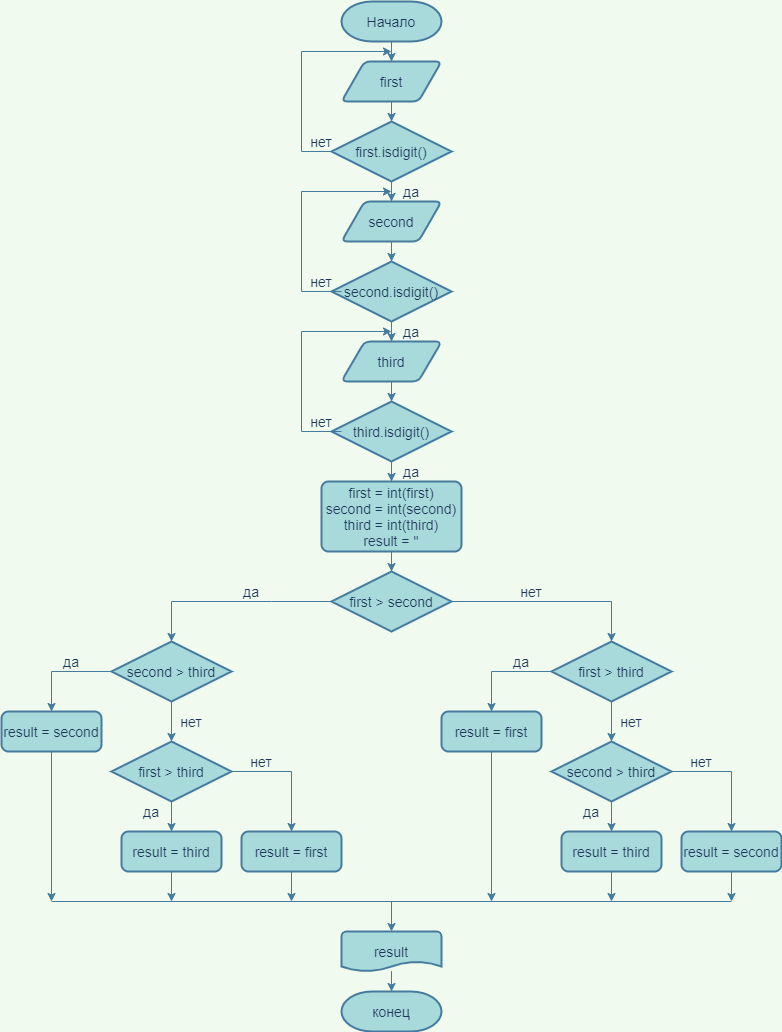 Начало
first
нет
first.isdigit()
да
second
нет
second.isdigit()
да
third
нет
third.isdigit()
да
first = int(first)
second = int(second)
third = int(third)
result = "
first > second
да
нет
second > third
first > third
да
да
result = second
нет
result = first
нет
first > third
нет
second > third
нет
да
да
result = third
result = first
result = third
result = second
result
конец